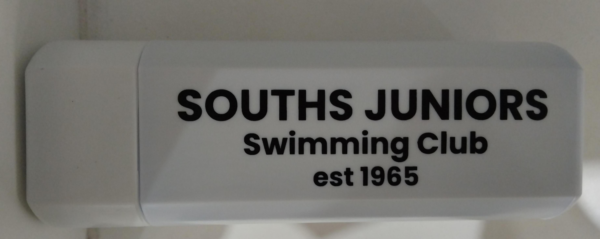 SOUTHS JUNIORS
Swimming Club
est 1965